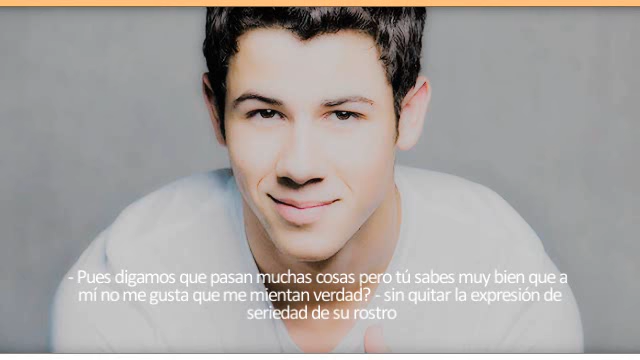 - Pues digamos que pasan muchas cosas pero tú sabes muy bien que a
mí no me gusta que me mientan verdad? - sin quitar la expresión de
seriedad de su rostro